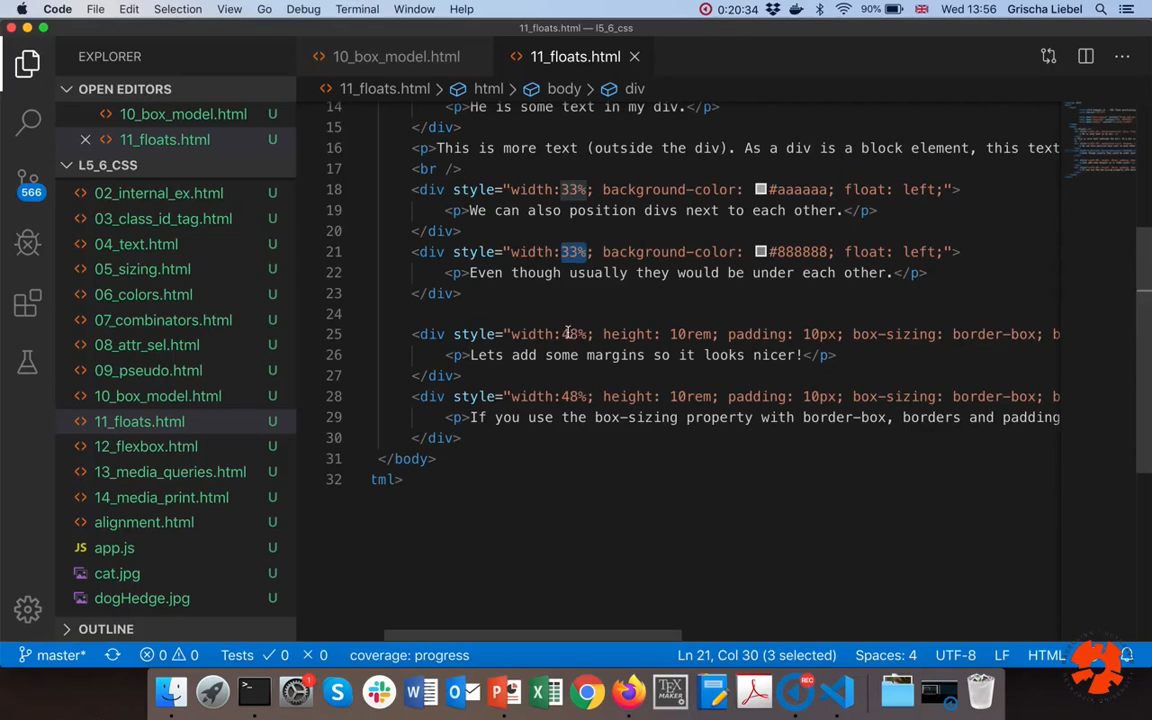 Code File Edit Selection View Go Debug Terminal Window Help 0:20:34 90% Wed 13:56 Grischa Liebel
11_floats.html — l5_6_css
EXPLORER
10_box_model.html
11_floats.html
OPEN EDITORS
11_floats.html > html > body > div
10_box_model.html U
11_floats.html U
L5_6_CSS
02_internal_ex.html U
03_class_id_tag.html U
04_text.html U
05_sizing.html U
06_colors.html U
07_combinators.html U
08_attr_sel.html U
09_pseudo.html U
10_box_model.html U
11_floats.html U
12_flexbox.html U
13_media_queries.html U
14_media_print.html U
alignment.html U
JS app.js U
cat.jpg U
dogHedge.jpg U
OUTLINE
566
14 <p>He is some text in my div.</p>
15 </div>
16 <p>This is more text (outside the div). As a div is a block element, this text
17 <br />
18 <div style="width:33%; background-color: #aaaaaa; float: left;">
19 <p>We can also position divs next to each other.</p>
20 </div>
21 <div style="width:33%; background-color: #888888; float: left;">
22 <p>Even though usually they would be under each other.</p>
23 </div>
24
25 <div style="width:48%; height: 10rem; padding: 10px; box-sizing: border-box; b
26 <p>Lets add some margins so it looks nicer!</p>
27 </div>
28 <div style="width:48%; height: 10rem; padding: 10px; box-sizing: border-box; b
29 <p>If you use the box-sizing property with border-box, borders and padding
30 </div>
31 </body>
32 tml>
master* 0 0 Tests 0 0 coverage: progress Ln 21, Col 30 (3 selected) Spaces: 4 UTF-8 LF HTML
1
REC